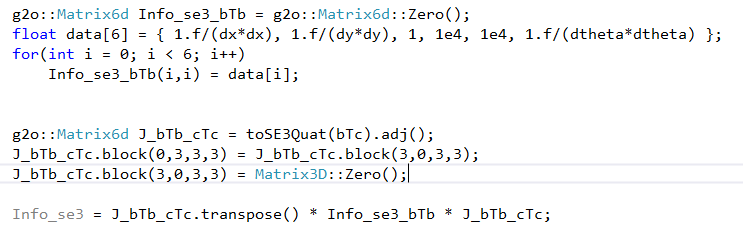 g2o::Matrix6d Info_se3_bTb = g2o::Matrix6d::Zero();
float data[6] = { 1.f/(dx*dx), 1.f/(dy*dy), 1, 1e4, 1e4, 1.f/(dtheta*dtheta) };
for(int i = 0; i < 6; i++)
    Info_se3_bTb(i,i) = data[i];
g2o::Matrix6d J_bTb_cTc = toSE3Quat(bTc).adj();
J_bTb_cTc.block(0,3,3,3) = J_bTb_cTc.block(3,0,3,3);
J_bTb_cTc.block(3,0,3,3) = Matrix3D::Zero();
Info_se3 = J_bTb_cTc.transpose() * Info_se3_bTb * J_bTb_cTc;